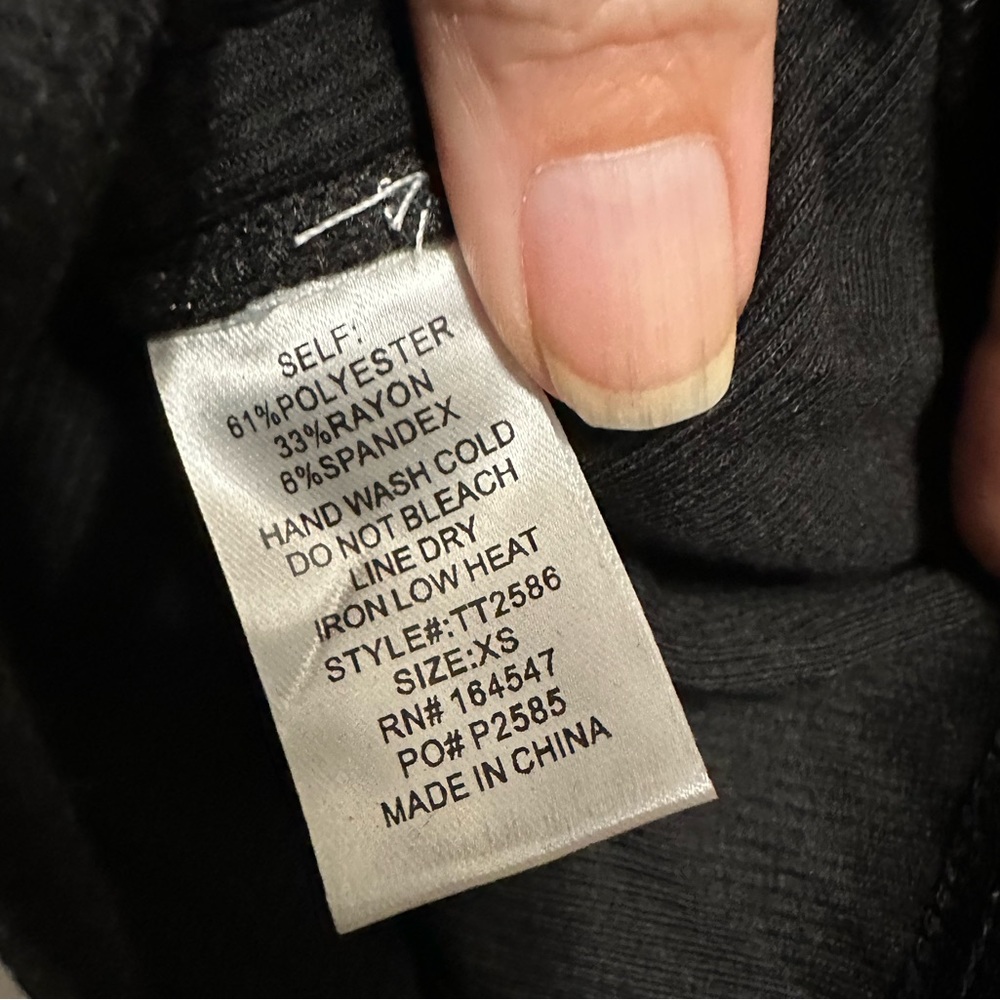 SELF:
61%POLYESTER
33%RAYON
6%SPANDEX
HAND WASH COLD
DO NOT BLEACH
LINE DRY
IRON LOW HEAT
STYLE#:TT2586
SIZE:XS
RN# 164547
PO# P2585
MADE IN CHINA